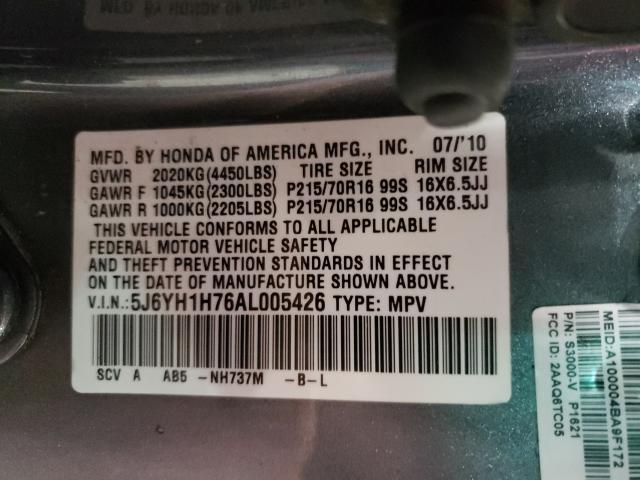 MFD. BY HONDA OF AMERICA MFG., INC. 07/'10
GVWR 2020KG(4450LBS) TIRE SIZE RIM SIZE
GAWR F 1045KG(2300LBS) P215/70R16 99S 16X6.5JJ
GAWR R 1000KG(2205LBS) P215/70R16 99S 16X6.5JJ
THIS VEHICLE CONFORMS TO ALL APPLICABLE
FEDERAL MOTOR VEHICLE SAFETY
AND THEFT PREVENTION STANDARDS IN EFFECT
ON THE DATE OF MANUFACTURE SHOWN ABOVE.
V.I.N.: 5J6YH1H76AL005426 TYPE: MPV
SCV A AB5 -NH737M -B-L
MEID:A100004BA9F172
P/N: S3000-V P1621
FCC ID: 2AAQ6TC05